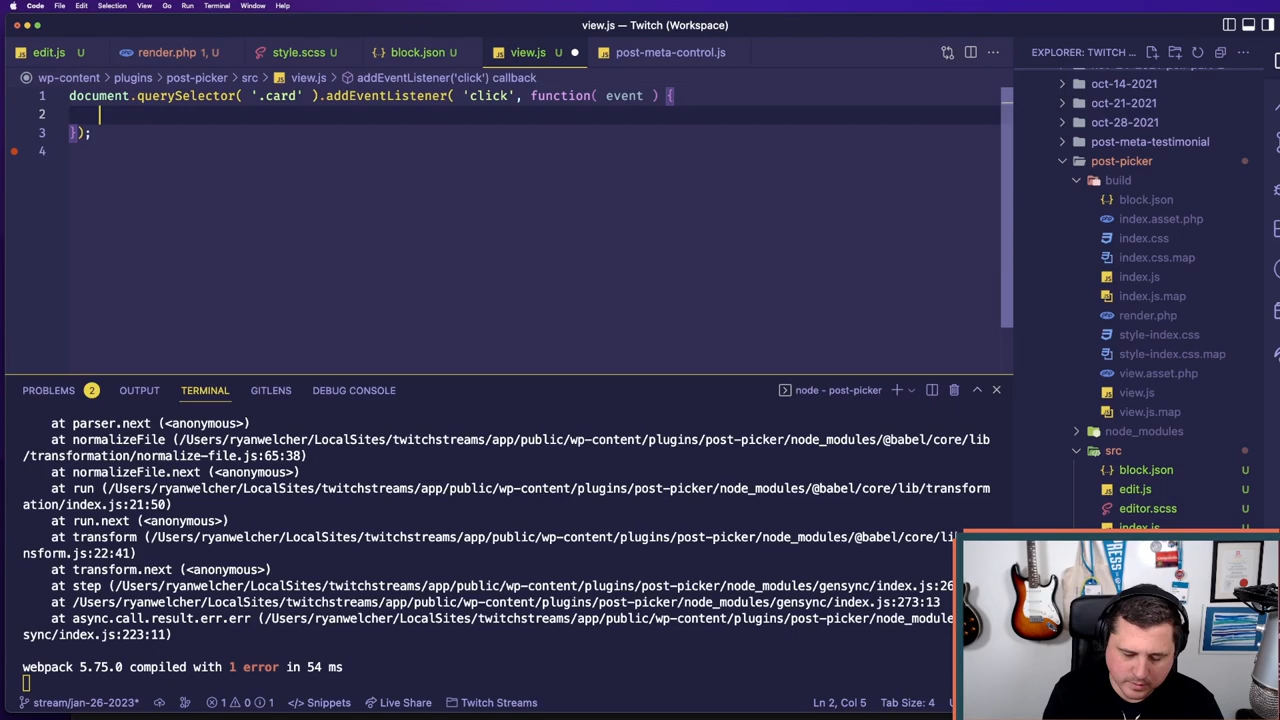 Code File Edit Selection View Go Run Terminal Window Help
view.js — Twitch (Workspace)
edit.js U render.php 1, U style.scss U block.json U view.js U post-meta-control.js
EXPLORER: TWITCH ...
wp-content > plugins > post-picker > src > view.js > addEventListener('click') callback
1 document.querySelector( '.card' ).addEventListener( 'click', function( event ) {
2
3 });
4
oct-14-2021
oct-21-2021
oct-28-2021
post-meta-testimonial
post-picker
build
block.json
index.asset.php
index.css
index.css.map
index.js
index.js.map
render.php
style-index.css
style-index.css.map
view.asset.php
view.js
view.js.map
node_modules
src
block.json U
edit.js U
editor.scss U
index.js U
PROBLEMS 2 OUTPUT TERMINAL GITLENS DEBUG CONSOLE
node - post-picker
at parser.next (<anonymous>)
at normalizeFile (/Users/ryanwelcher/LocalSites/twitchstreams/app/public/wp-content/plugins/post-picker/node_modules/@babel/core/lib
/transformation/normalize-file.js:65:38)
at normalizeFile.next (<anonymous>)
at run (/Users/ryanwelcher/LocalSites/twitchstreams/app/public/wp-content/plugins/post-picker/node_modules/@babel/core/lib/transform
ation/index.js:21:50)
at run.next (<anonymous>)
at transform (/Users/ryanwelcher/LocalSites/twitchstreams/app/public/wp-content/plugins/post-picker/node_modules/@babel/core/li
nsform.js:22:41)
at transform.next (<anonymous>)
at step (/Users/ryanwelcher/LocalSites/twitchstreams/app/public/wp-content/plugins/post-picker/node_modules/gensync/index.js:26
at /Users/ryanwelcher/LocalSites/twitchstreams/app/public/wp-content/plugins/post-picker/node_modules/gensync/index.js:273:13
at async.call.result.err.err (/Users/ryanwelcher/LocalSites/twitchstreams/app/public/wp-content/plugins/post-picker/node_module
sync/index.js:223:11)
webpack 5.75.0 compiled with 1 error in 54 ms
stream/jan-26-2023* 1 0 1 </> Snippets Live Share Twitch Streams Ln 2, Col 5 Tab Size: 4